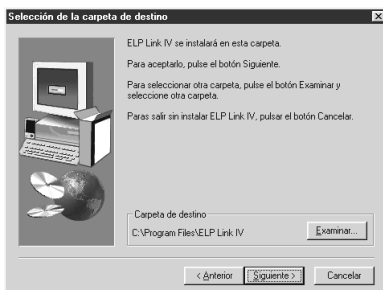 Selección de la carpeta de destino
ELP Link IV se instalará en esta carpeta.
Para aceptarlo, pulse el botón Siguiente.
Para seleccionar otra carpeta, pulse el botón Examinar y
seleccione otra carpeta.
Paras salir sin instalar ELP Link IV, pulsar el botón Cancelar.
Carpeta de destino
C:\Program Files\ELP Link IV
Examinar...
< Anterior
Siguiente >
Cancelar